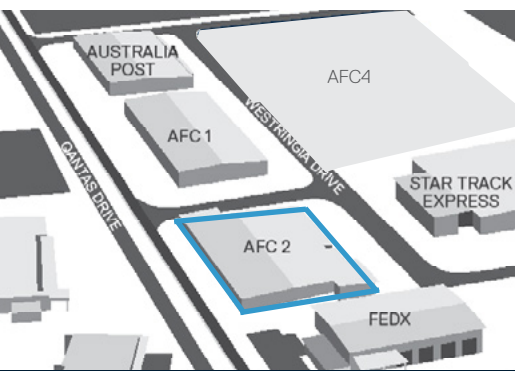 AUSTRALIA
POST
AFC4
AFC 1
WESTRINGIA DRIVE
QANTAS DRIVE
STAR TRACK
EXPRESS
AFC 2
FEDX